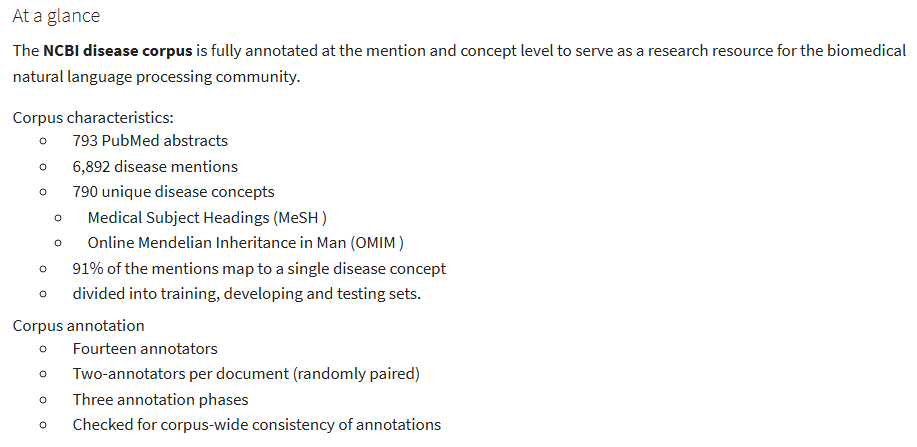 At a glance
The NCBI disease corpus is fully annotated at the mention and concept level to serve as a research resource for the biomedical
natural language processing community.
Corpus characteristics:
793 PubMed abstracts
6,892 disease mentions
790 unique disease concepts
Medical Subject Headings (MeSH )
Online Mendelian Inheritance in Man (OMIM )
91% of the mentions map to a single disease concept
divided into training, developing and testing sets.
Corpus annotation
Fourteen annotators
Two-annotators per document (randomly paired)
Three annotation phases
Checked for corpus-wide consistency of annotations